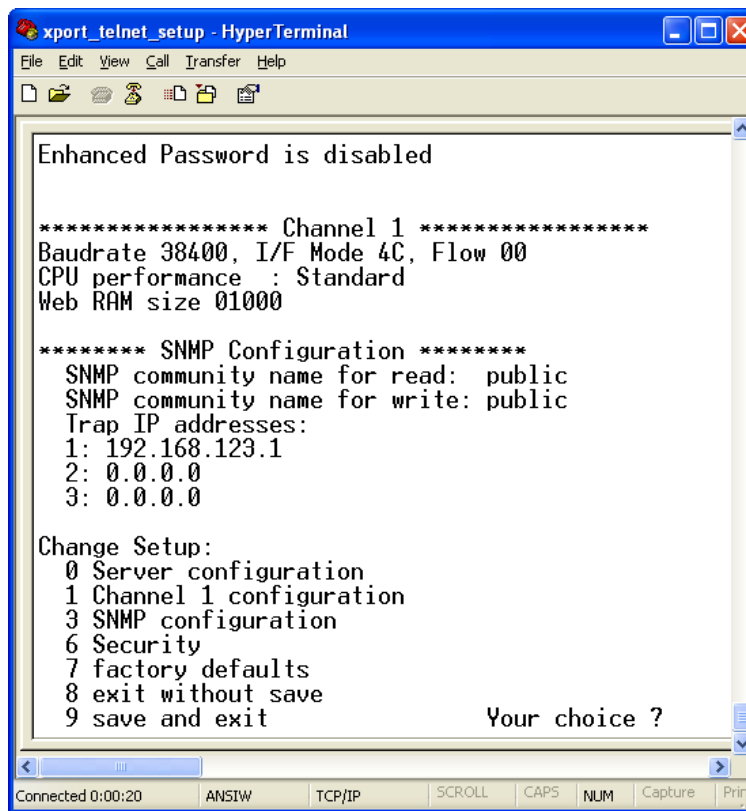 xport_telnet_setup - HyperTerminal
File Edit View Call Transfer Help
Enhanced Password is disabled
***************** Channel 1 *****************
Baudrate 38400, I/F Mode 4C, Flow 00
CPU performance  : Standard
Web RAM size 01000
******** SNMP Configuration ********
SNMP community name for read:  public
SNMP community name for write: public
Trap IP addresses:
1: 192.168.123.1
2: 0.0.0.0
3: 0.0.0.0
Change Setup:
0 Server configuration
1 Channel 1 configuration
3 SNMP configuration
6 Security
7 factory defaults
8 exit without save
9 save and exit                Your choice ?
Connected 0:00:20 ANSIW TCP/IP SCROLL CAPS NUM Capture Prin